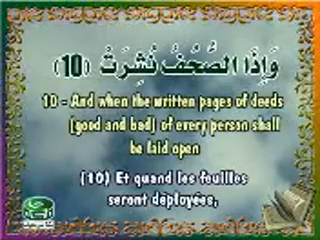 وَإِذَا الصُّحُفُ نُشِرَتْ (10)
10 - And when the written pages of deeds
(good and bad) of every person shall
be laid open
(10) Et quand les feuilles
seront déployées,